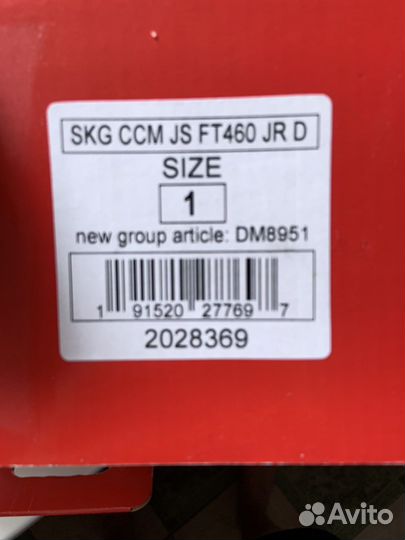 SKG CCM JS FT460 JR D
SIZE
1
new group article: DM8951
1 91520 27769 7
2028369
Avito